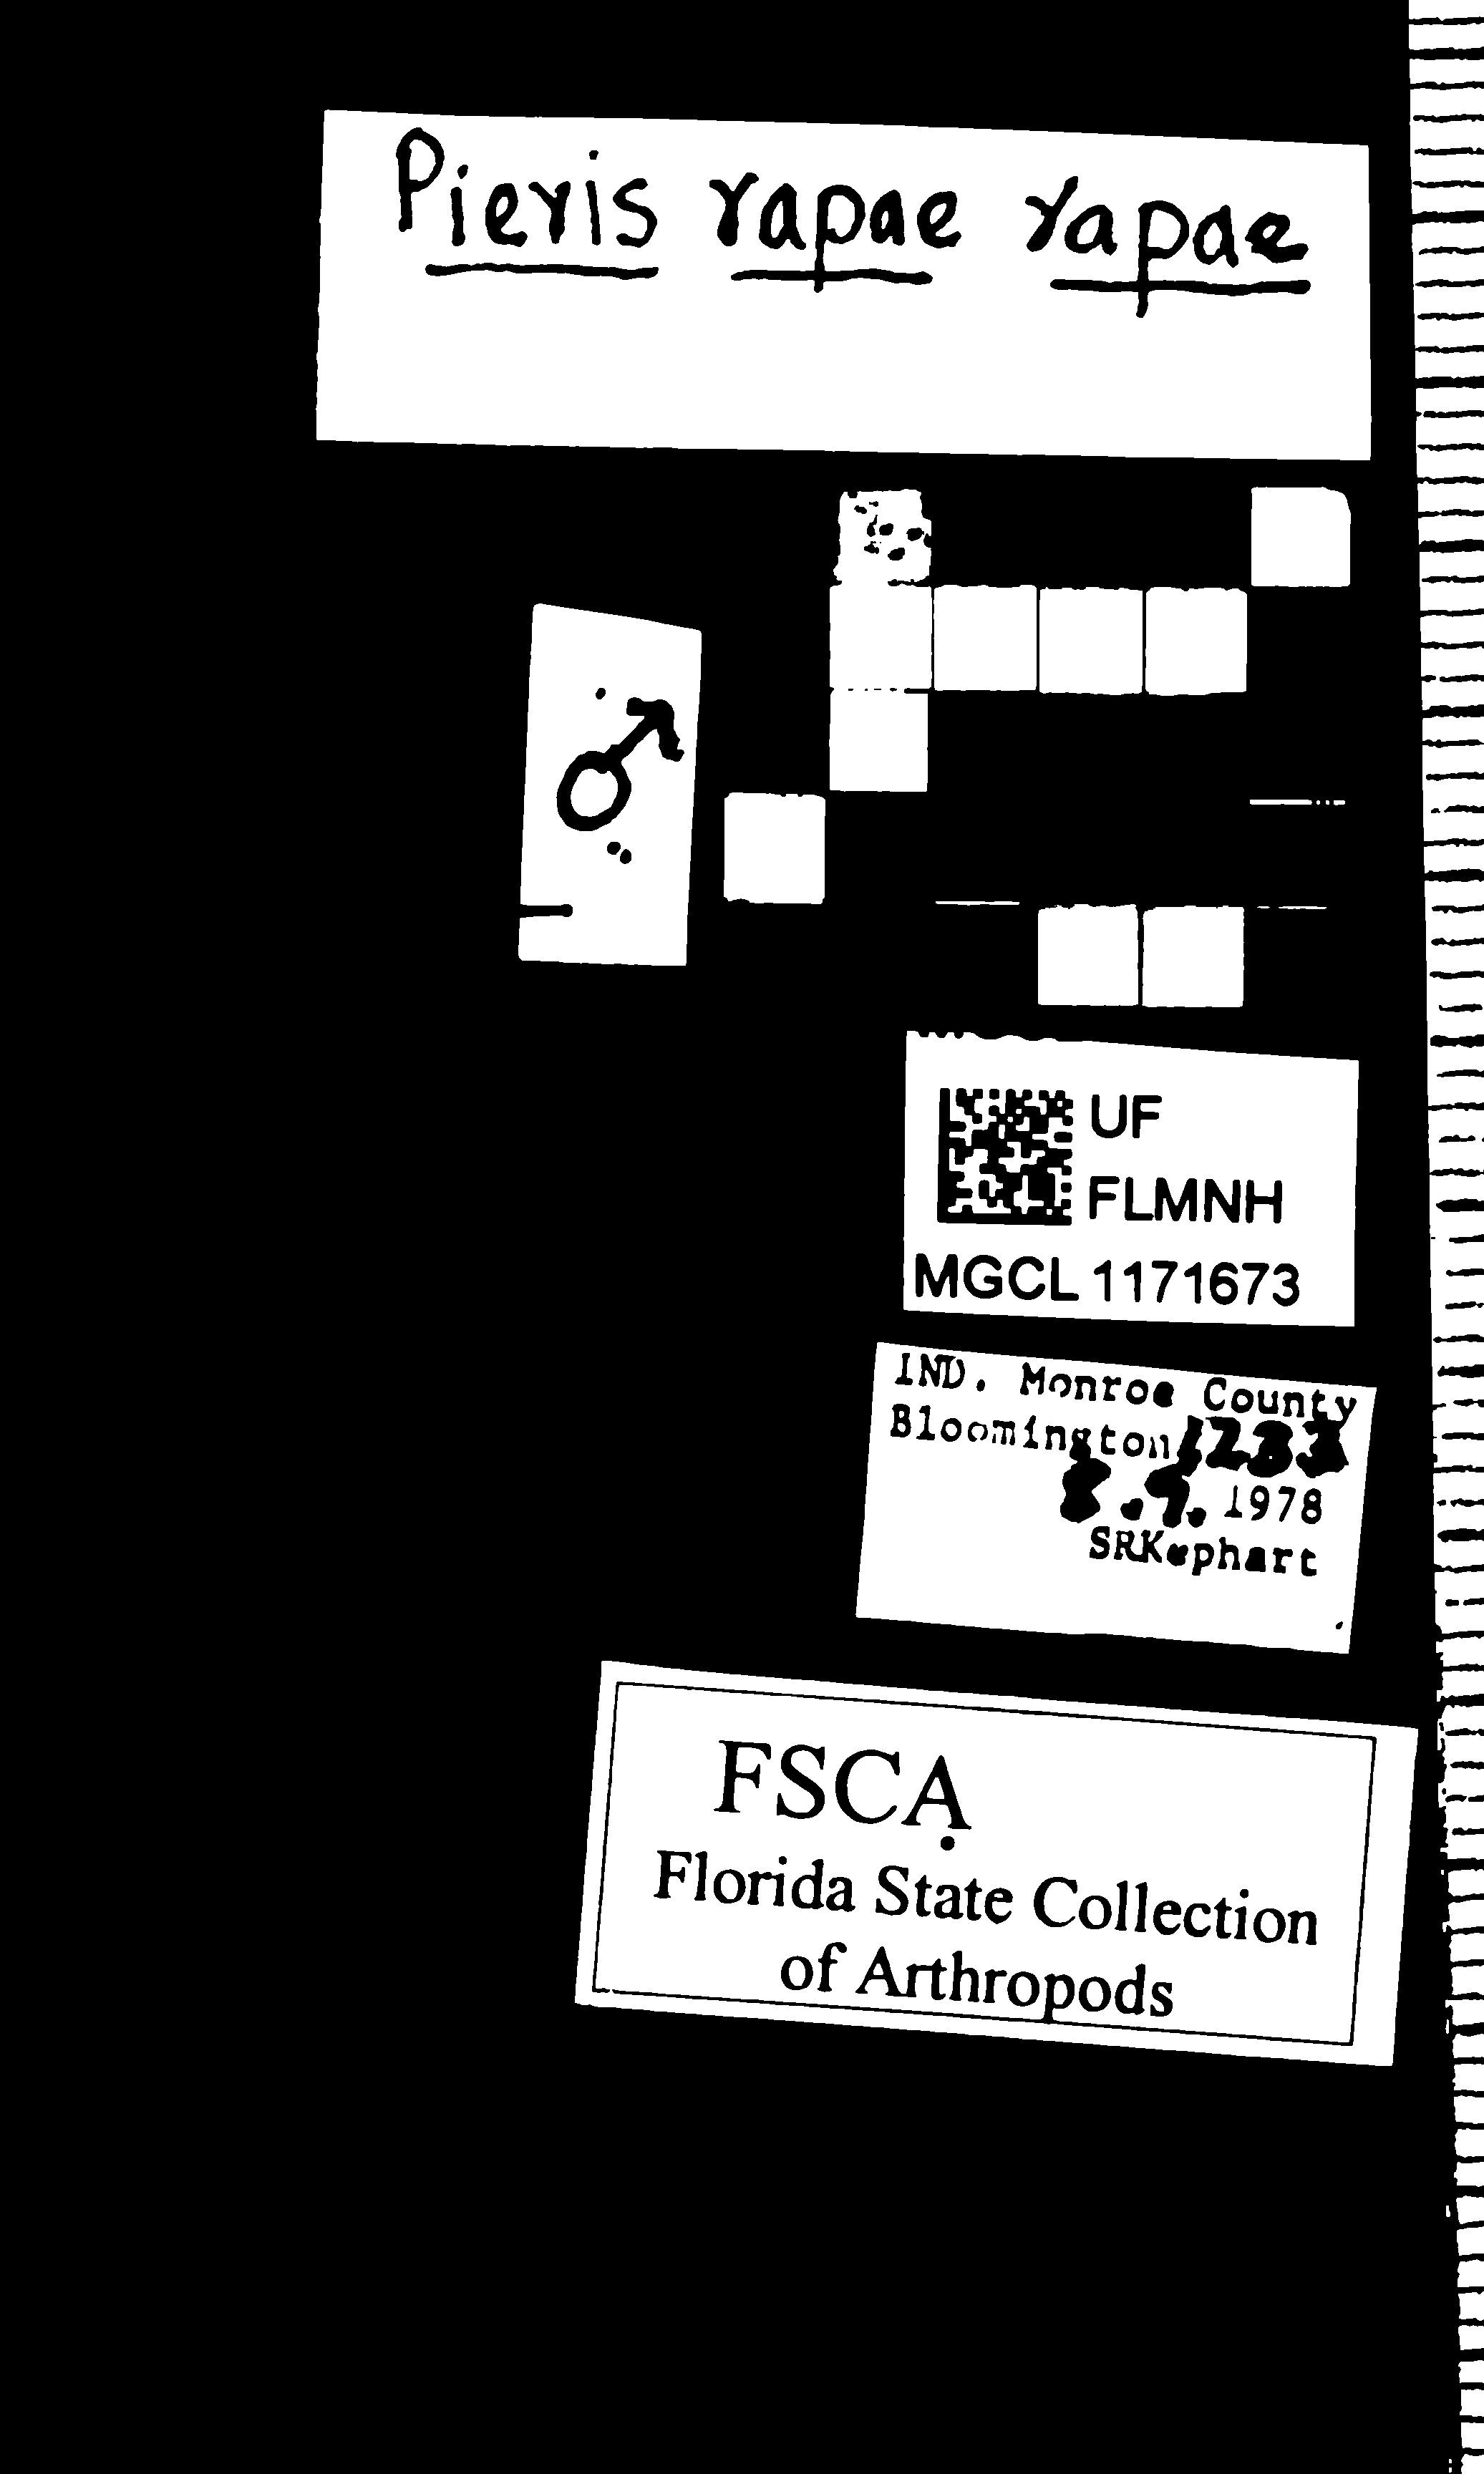 Pieris rapae rapae
♂
UF
FLMNH
MGCL 1171673
IND. Monroe County
Bloomington 1233
8.9. 1978
SRKephart
FSCA
Florida State Collection
of Arthropods